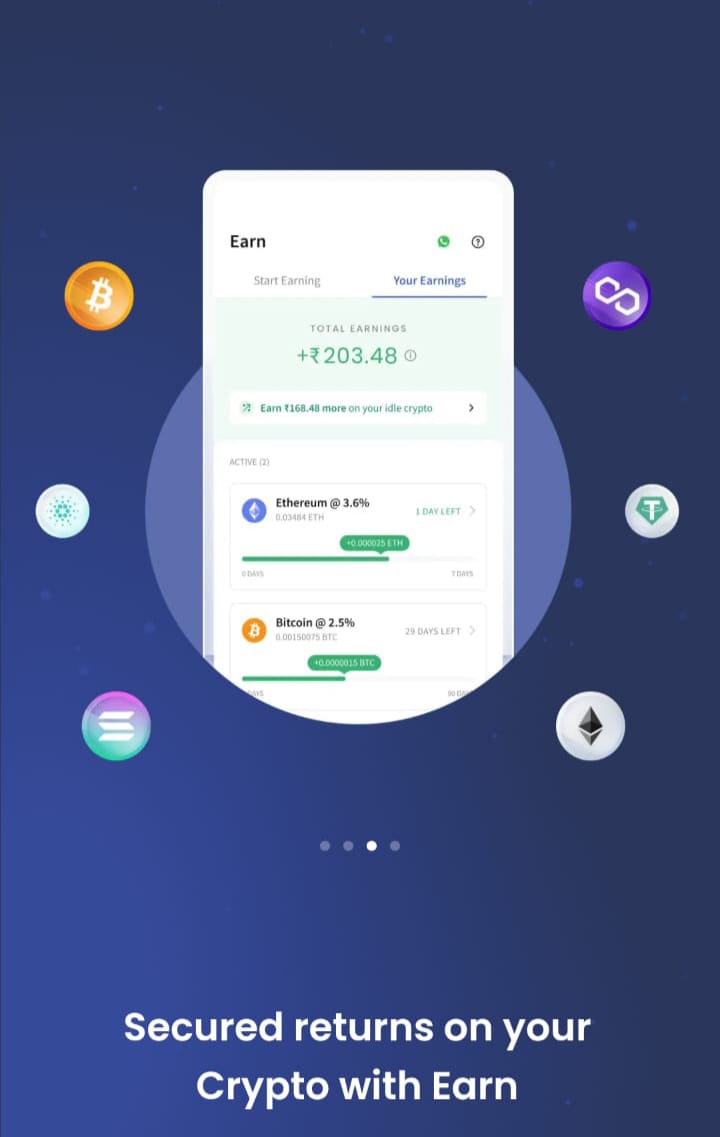 Earn
Start Earning Your Earnings
TOTAL EARNINGS
+₹203.48
Earn ₹168.48 more on your idle crypto
ACTIVE (2)
Ethereum @ 3.6%
0.03484 ETH
1 DAY LEFT
+0.000025 ETH
0 DAYS 7 DAYS
Bitcoin @ 2.5%
0.00150075 BTC
29 DAYS LEFT
+0.0000015 BTC
DAYS 90 DAY
Secured returns on your
Crypto with Earn